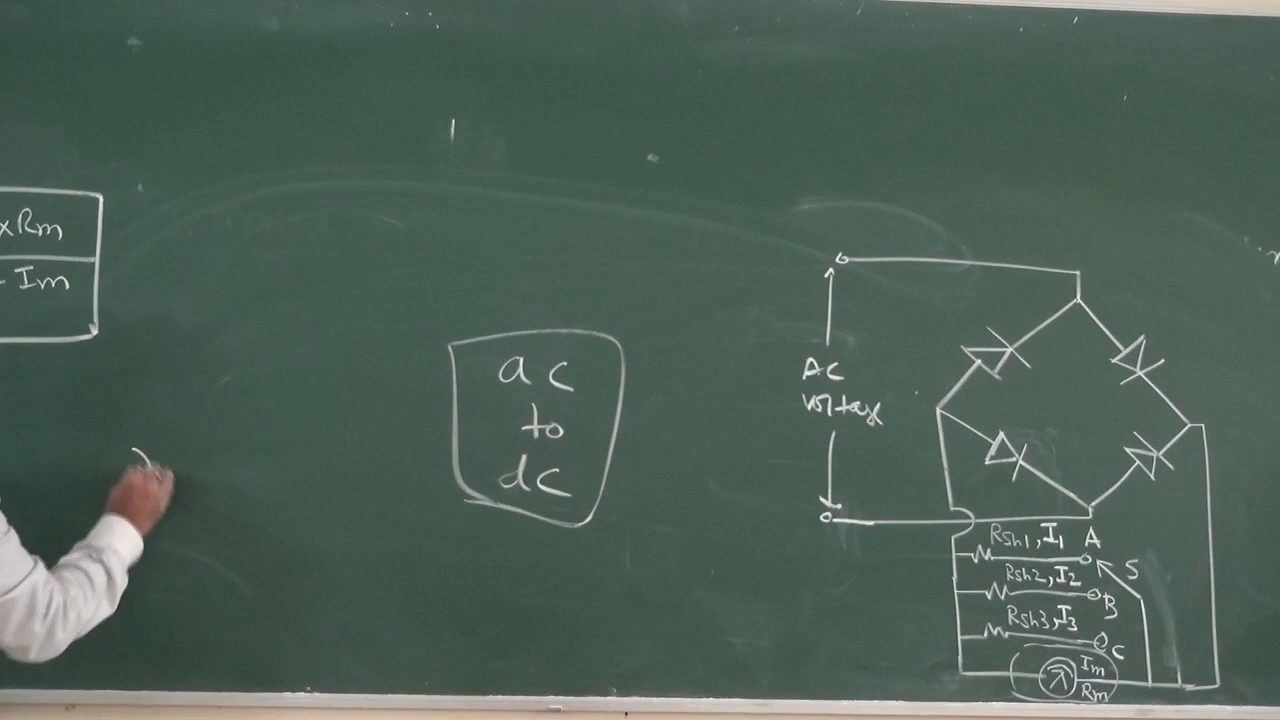 xRm
- Im
ac
to
dc
AC
voltage
Rsh1, I1 A
S
Rsh2, I2
B
Rsh3, I3
C
Im
Rm